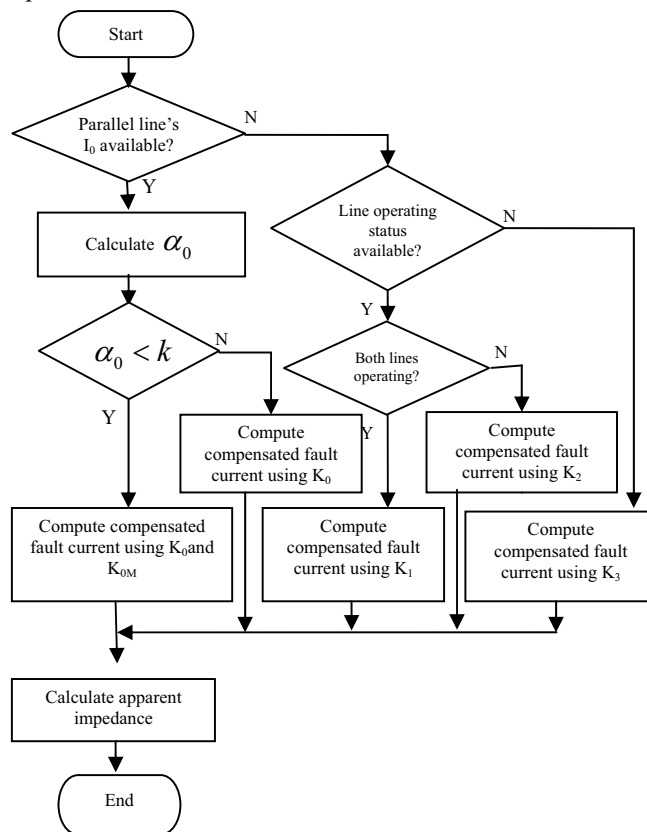 Start
Parallel line's
I₀ available?
N
Y
Calculate α₀
Line operating
status
available?
N
Y
α₀ < k
N
Y
Both lines
operating?
N
Y
Compute
compensated fault
current using K₀
Compute
compensated fault
current using K₂
Compute compensated
fault current using K₀and
K₀M
Compute
compensated fault
current using K₁
Compute
compensated fault
current using K₃
Calculate apparent
impedance
End